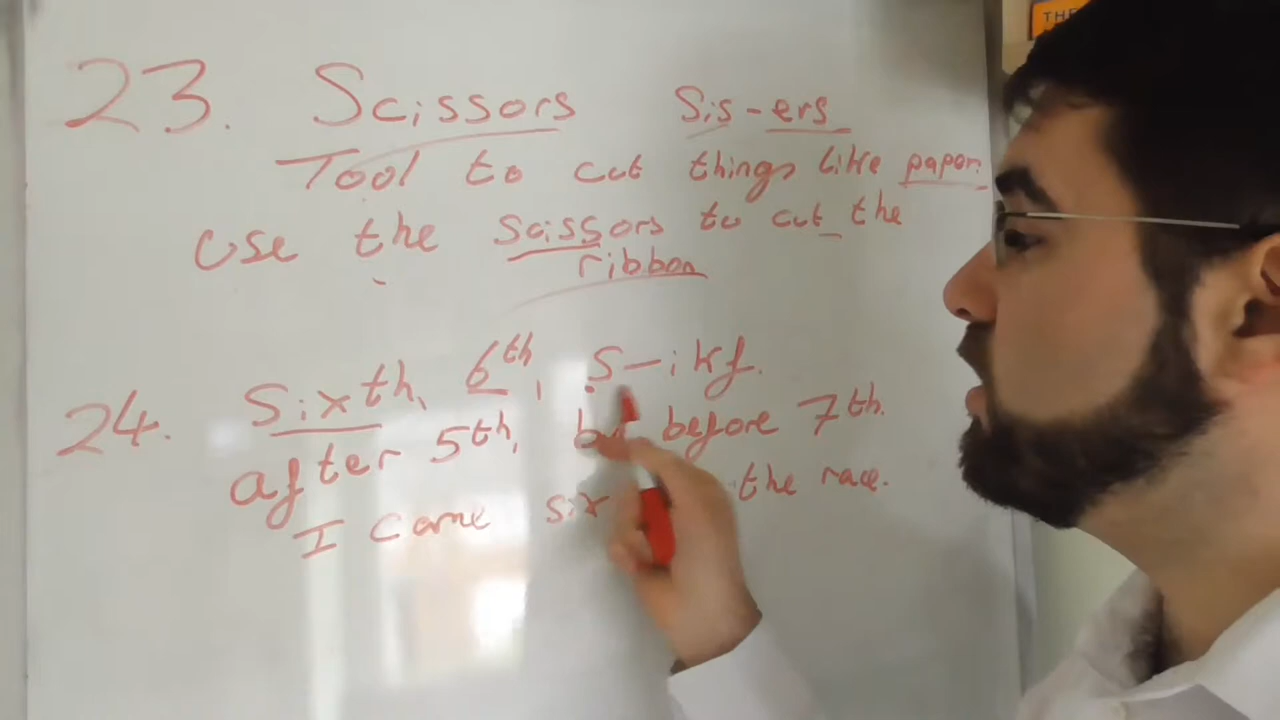 THE
23. Scissors Sis-ers
Tool to cut things like paper.
Use the scissors to cut the
ribbon
24. Sixth, 6th, S-ikf.
after 5th, but before 7th.
I came the race.